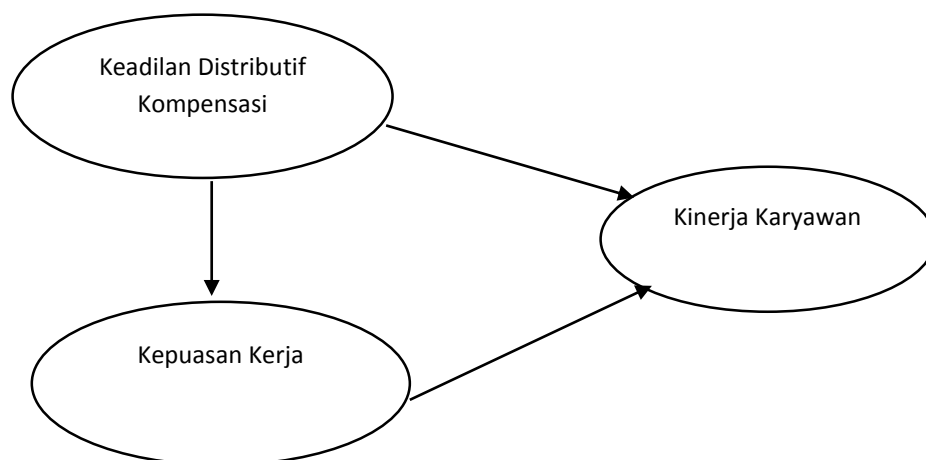 Keadilan Distributif
Kompensasi
Kinerja Karyawan
Kepuasan Kerja